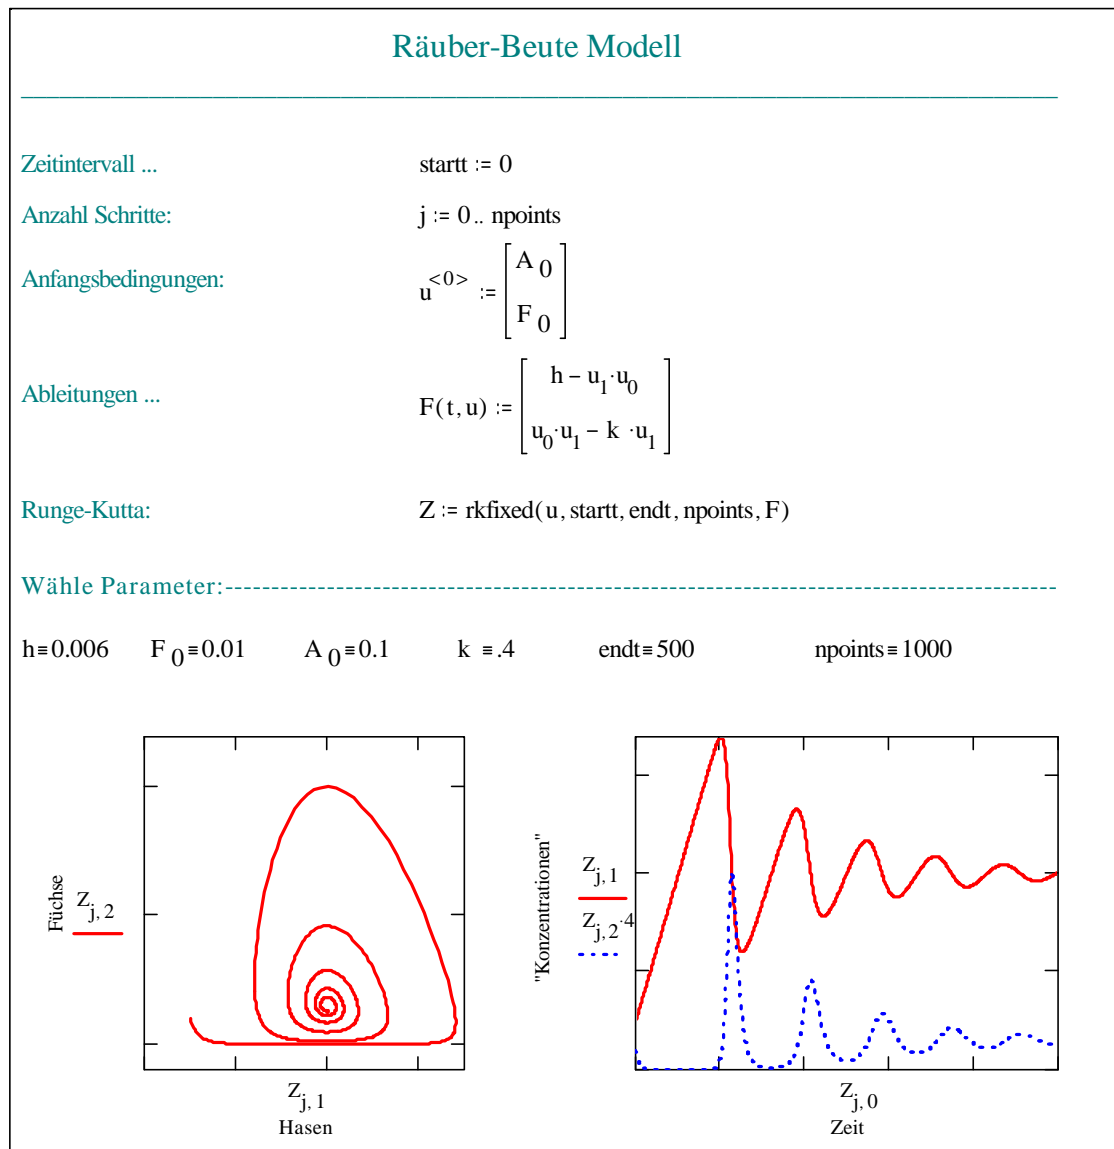 Räuber-Beute Modell
Zeitintervall ... startt := 0
Anzahl Schritte: j := 0 .. npoints
Anfangsbedingungen: u<0> := [A 0
F 0]
Ableitungen ... F(t, u) := [h − u1·u0
u0·u1 − k ·u1]
Runge-Kutta: Z := rkfixed(u, startt, endt, npoints, F)
Wähle Parameter:------------------------------------------------
h≡0.006 F 0≡0.01 A 0≡0.1 k ≡.4 endt≡500 npoints≡1000
Füchse
Zj, 2
Zj, 1
Hasen
"Konzentrationen"
Zj, 1
Zj, 2·4
Zj, 0
Zeit